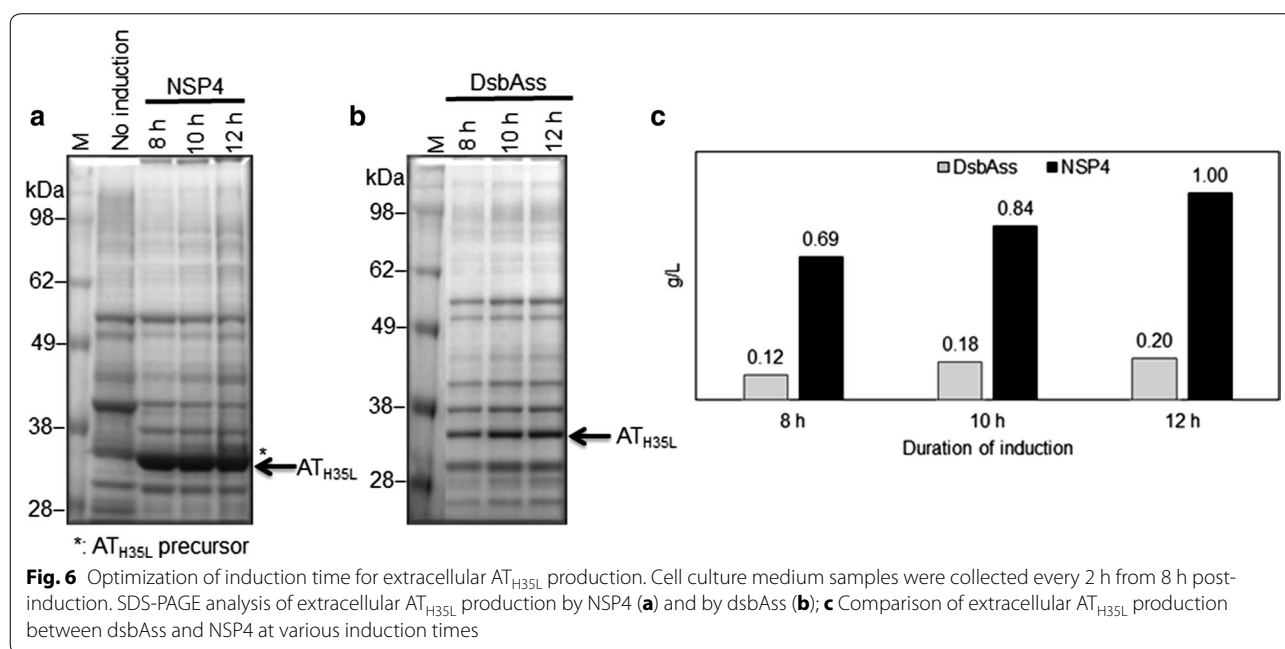 a
NSP4
M
No induction
8 h
10 h
12 h
kDa
98–
62–
49–
38–
28–
*
AT_H35L
*: AT_H35L precursor
b
DsbAss
M
8 h
10 h
12 h
kDa
98–
62–
49–
38–
28–
AT_H35L
c
DsbAss NSP4
g/L
0.12 0.69
0.18 0.84
0.20 1.00
8 h 10 h 12 h
Duration of induction
Fig. 6 Optimization of induction time for extracellular AT_H35L production. Cell culture medium samples were collected every 2 h from 8 h post-
induction. SDS-PAGE analysis of extracellular AT_H35L production by NSP4 (a) and by dsbAss (b); c Comparison of extracellular AT_H35L production
between dsbAss and NSP4 at various induction times